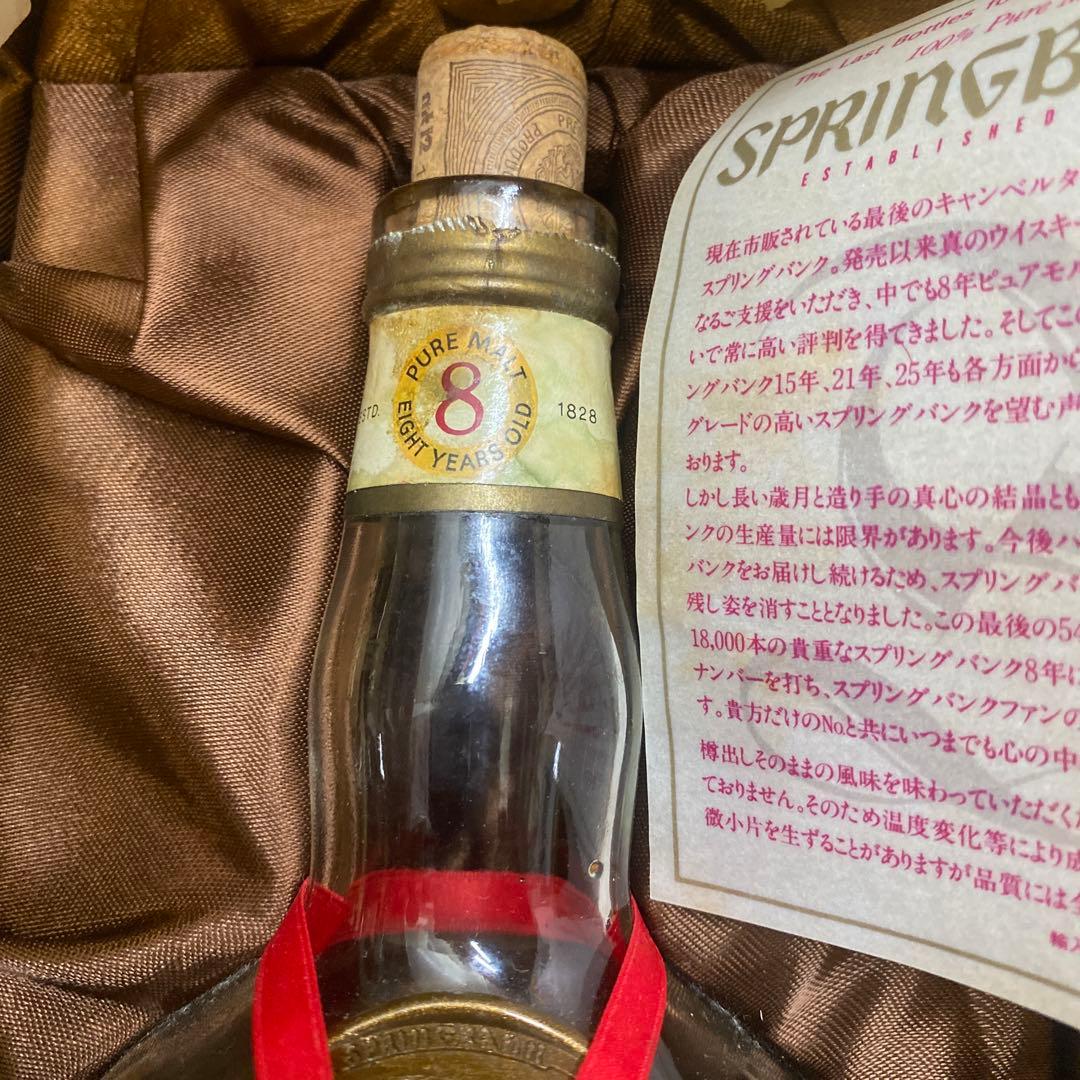 PURE MALT
8
EIGHT YEARS OLD
STD.
1828
The Last Bottles fo
100% Pure
SPRINGB
ESTABLISHED
現在市販されている最後のキャンベルタ
スプリングバンク。発売以来真のウイスキー
なるご支援をいただき、中でも8年ピュアモル
いで常に高い評判を得てきました。そしてこの
ングバンク15年、21年、25年も各方面から
グレードの高いスプリングバンクを望む声
おります。
しかし長い歳月と造り手の真心の結晶とも
ンクの生産量には限界があります。今後ハ
バンクをお届けし続けるため、スプリングバ
残し姿を消すこととなりました。この最後の54
18,000本の貴重なスプリングバンク8年に
ナンバーを打ち、スプリングバンクファンの
す。貴方だけのNo.と共にいつまでも心の中
樽出しそのままの風味を味わっていただくた
ておりません。そのため温度変化等により成
微小片を生ずることがありますが品質には全
輸入